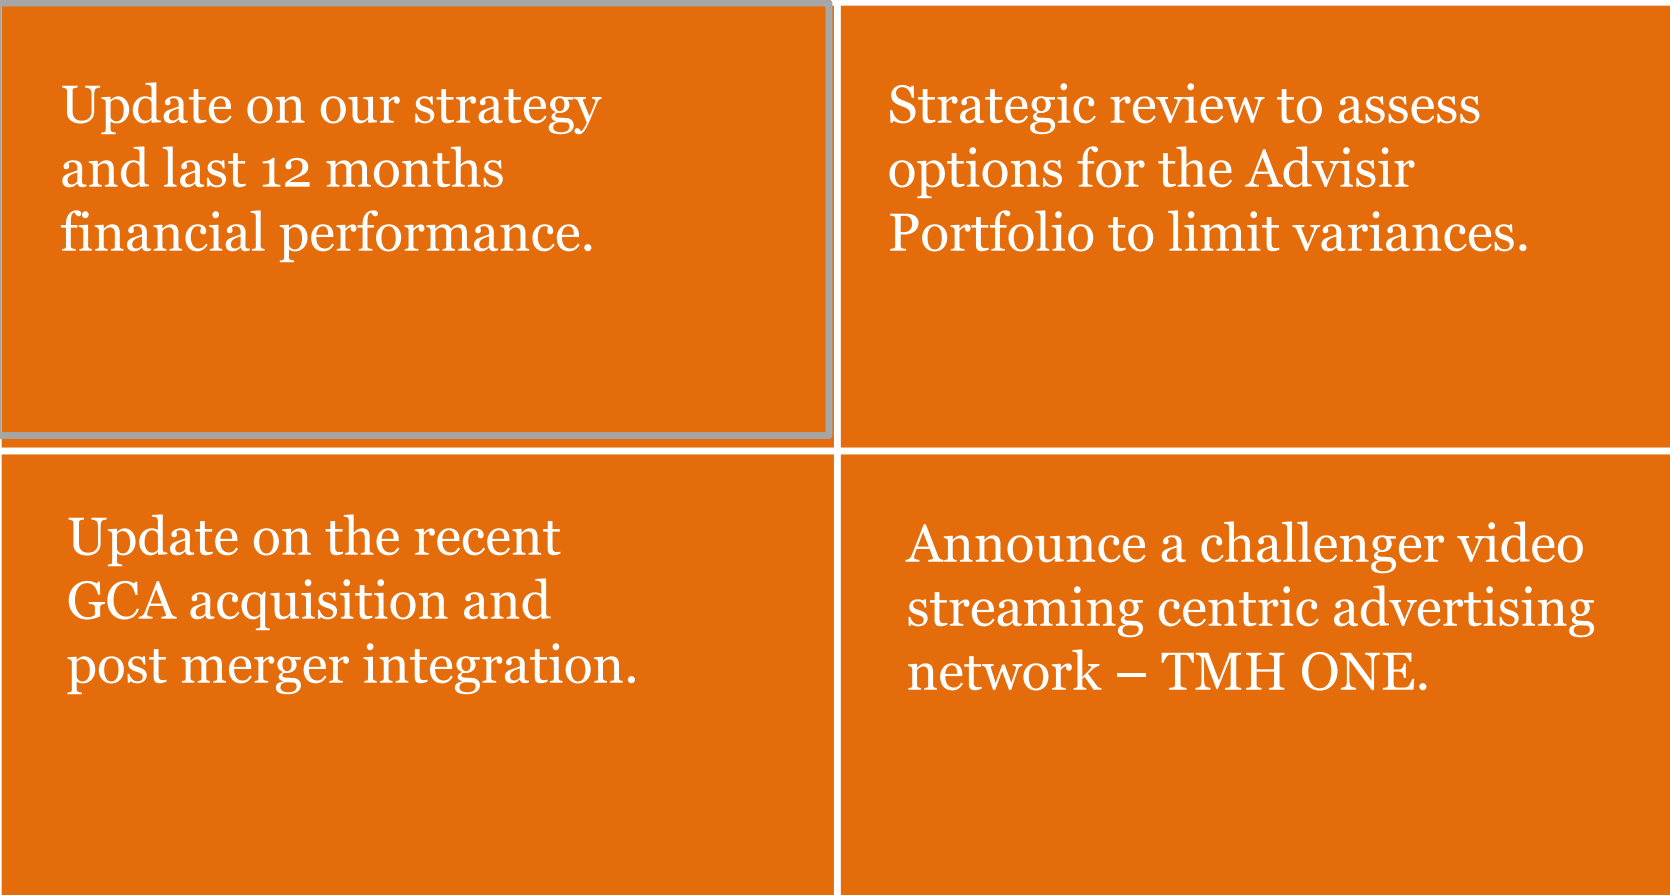 Update on our strategy
and last 12 months
financial performance.
Strategic review to assess
options for the Advisir
Portfolio to limit variances.
Update on the recent
GCA acquisition and
post merger integration.
Announce a challenger video
streaming centric advertising
network – TMH ONE.